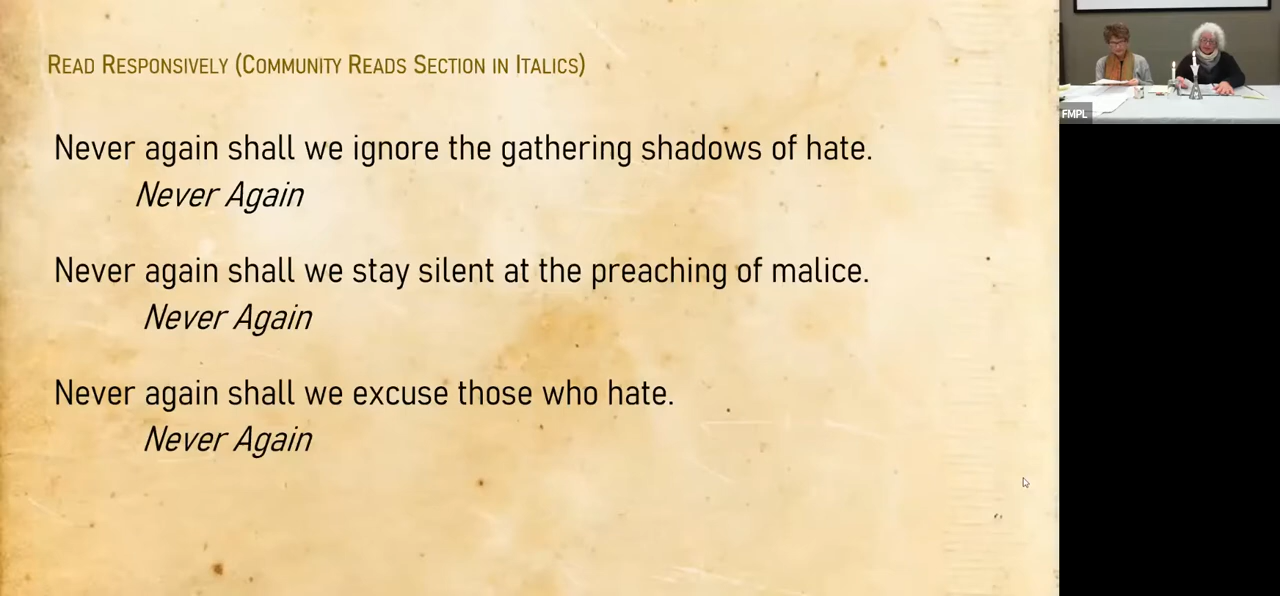 READ RESPONSIVELY (COMMUNITY READS SECTION IN ITALICS)
Never again shall we ignore the gathering shadows of hate.
Never Again
Never again shall we stay silent at the preaching of malice.
Never Again
Never again shall we excuse those who hate.
Never Again
FMPL